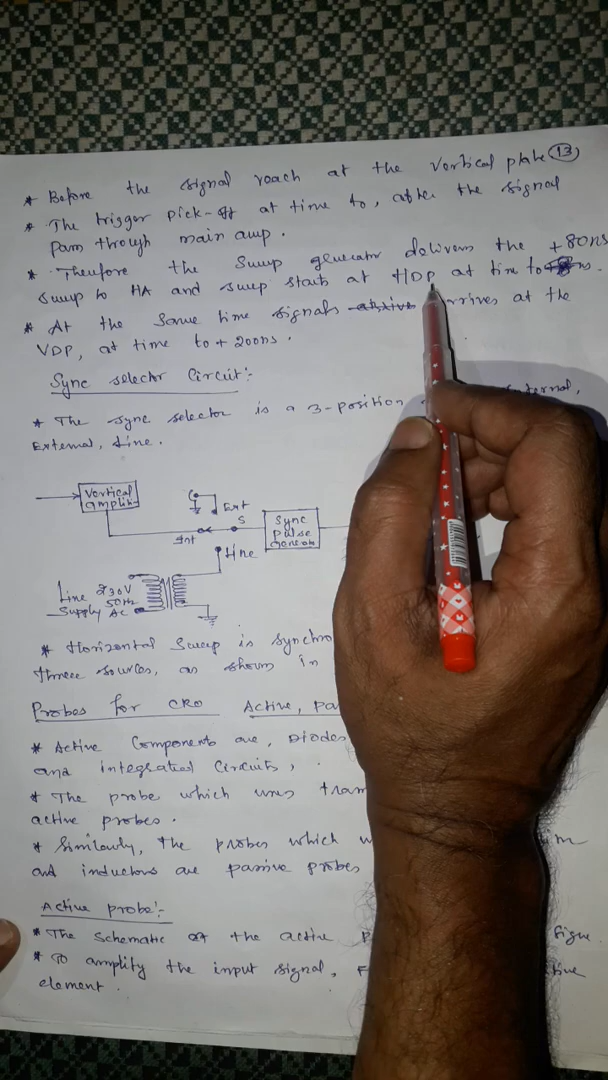 13
* Before the signal reach at the vertical plate
* The trigger pick-off at time to, after the signal
pass through main amp.
* Therefore the sweep generator delivers the +80ns
sweep to HA and sweep starts at HDP at time to
* At the same time signals arrives at the
VDP, at time to + 200ns.
Sync selector Circuit:-
* The sync selector is a 3-position
External, Line.
Vertical
amplifier
Ext
S
Int
Sync
Pulse
Line
Line 230V
50Hz
Supply AC
* Horizontal sweep is synchro
three sources, as shown in
Probes for CRO Active, pa
* Active Components are, Diodes
and integrated circuits,
* The probe which uses tran
active probes.
* Similarly, the probes which
and inductors are passive probes
Active probe:-
* The schematic of the active p
* To amplify the input signal, F
element.